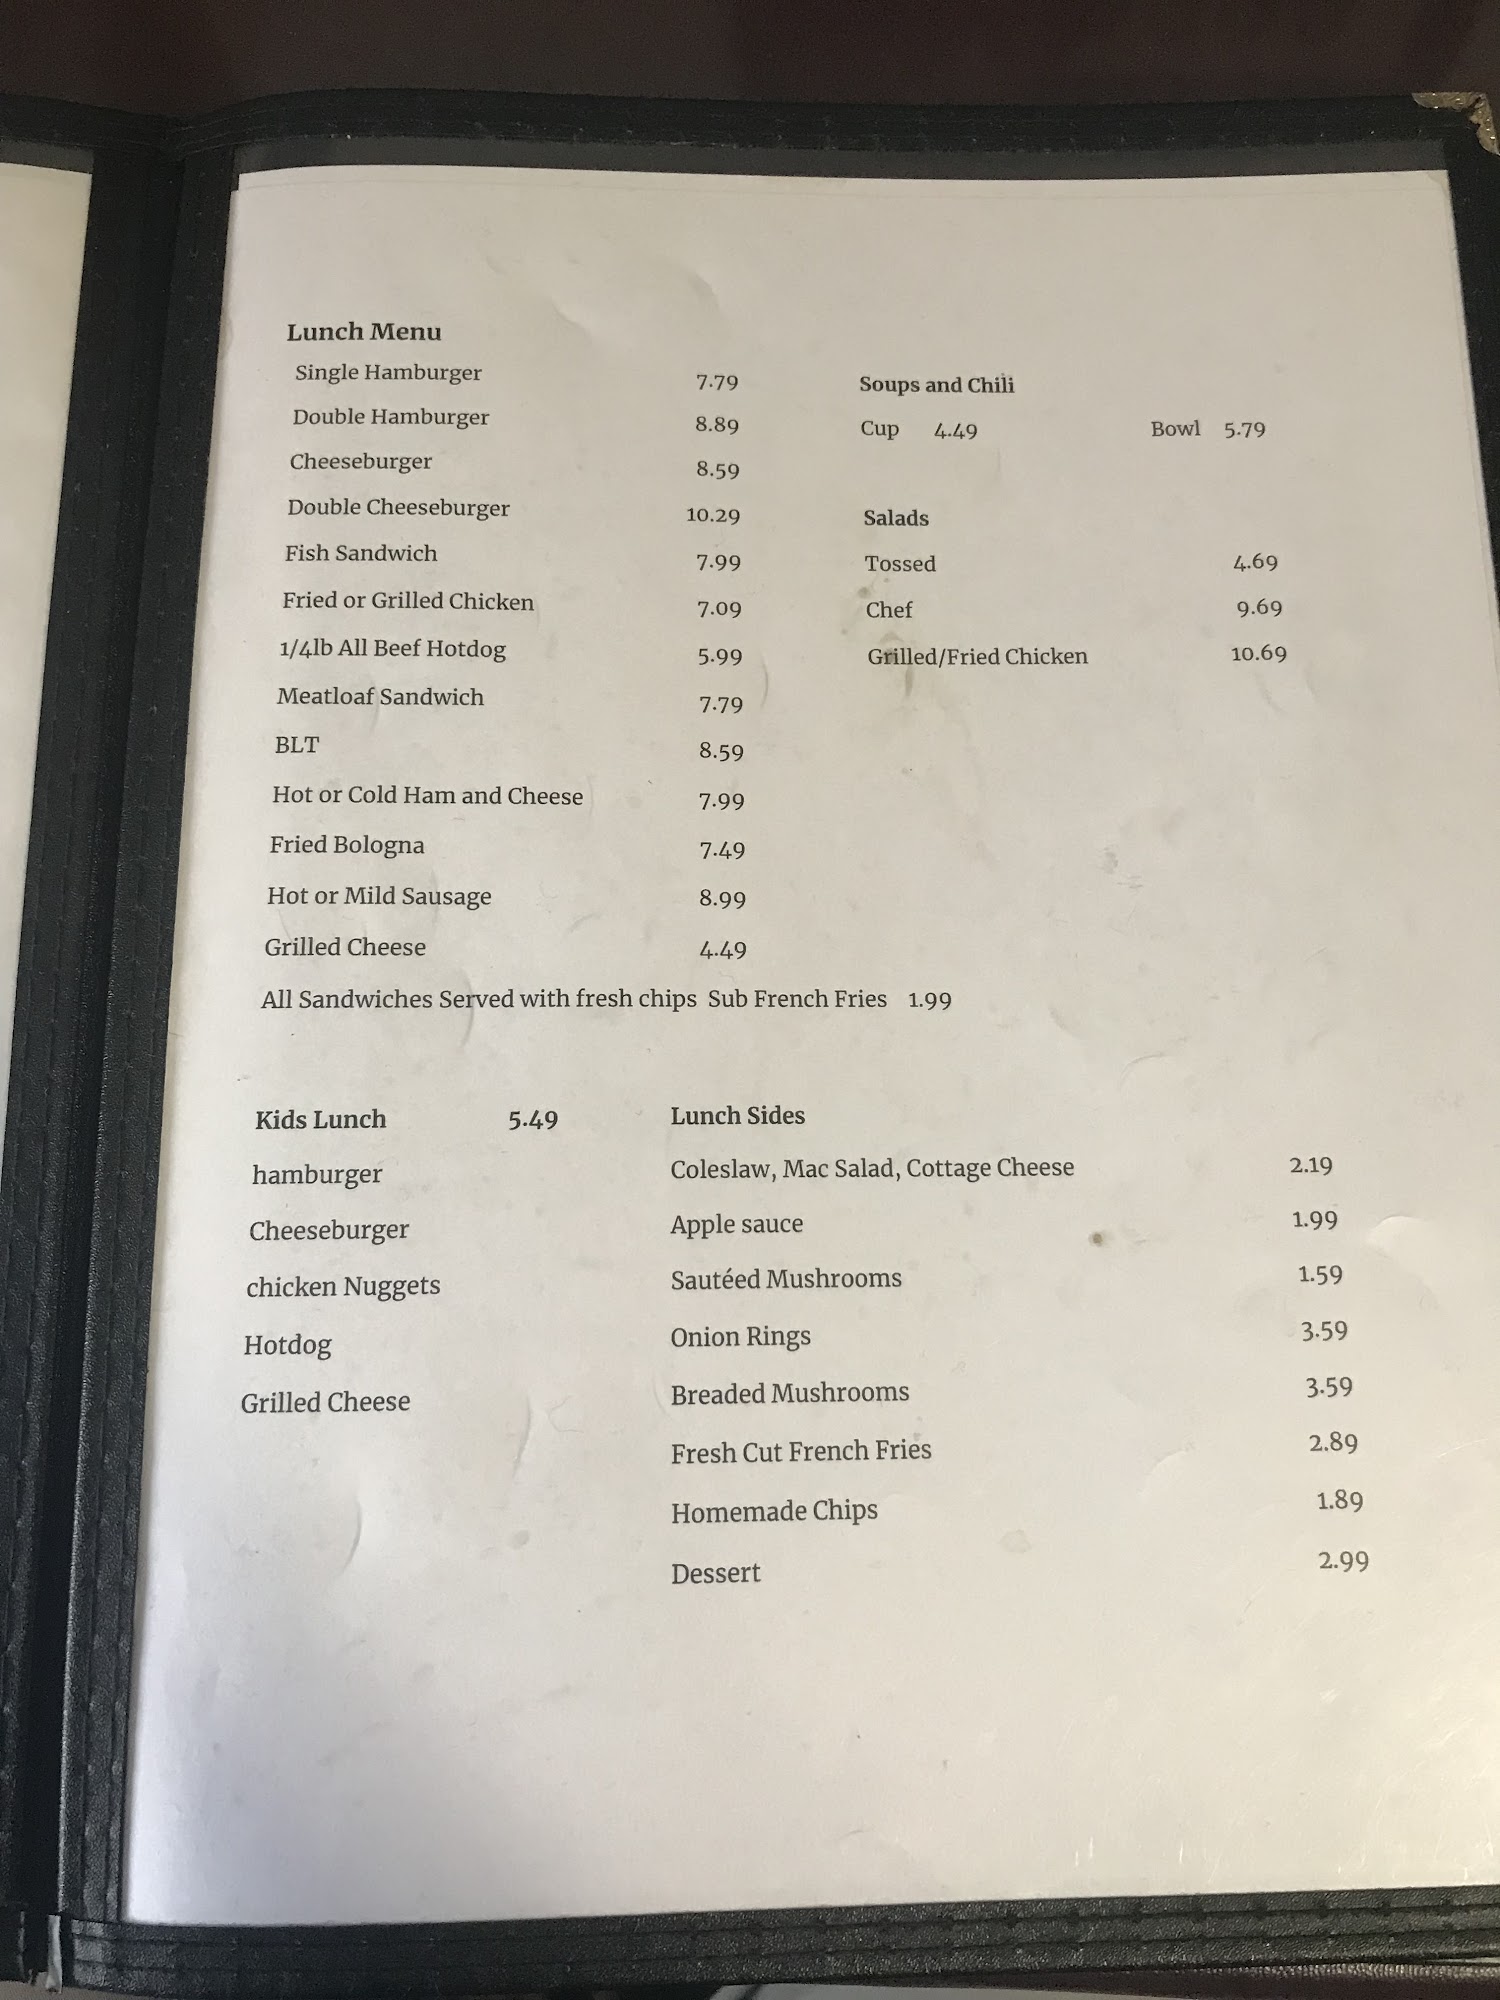 Lunch Menu
Single Hamburger 7.79
Double Hamburger 8.89
Cheeseburger 8.59
Double Cheeseburger 10.29
Fish Sandwich 7.99
Fried or Grilled Chicken 7.09
1/4lb All Beef Hotdog 5.99
Meatloaf Sandwich 7.79
BLT 8.59
Hot or Cold Ham and Cheese 7.99
Fried Bologna 7.49
Hot or Mild Sausage 8.99
Grilled Cheese 4.49
All Sandwiches Served with fresh chips Sub French Fries 1.99
Soups and Chili
Cup 4.49 Bowl 5.79
Salads
Tossed 4.69
Chef 9.69
Grilled/Fried Chicken 10.69
Kids Lunch 5.49
hamburger
Cheeseburger
chicken Nuggets
Hotdog
Grilled Cheese
Lunch Sides
Coleslaw, Mac Salad, Cottage Cheese 2.19
Apple sauce 1.99
Sautéed Mushrooms 1.59
Onion Rings 3.59
Breaded Mushrooms 3.59
Fresh Cut French Fries 2.89
Homemade Chips 1.89
Dessert 2.99